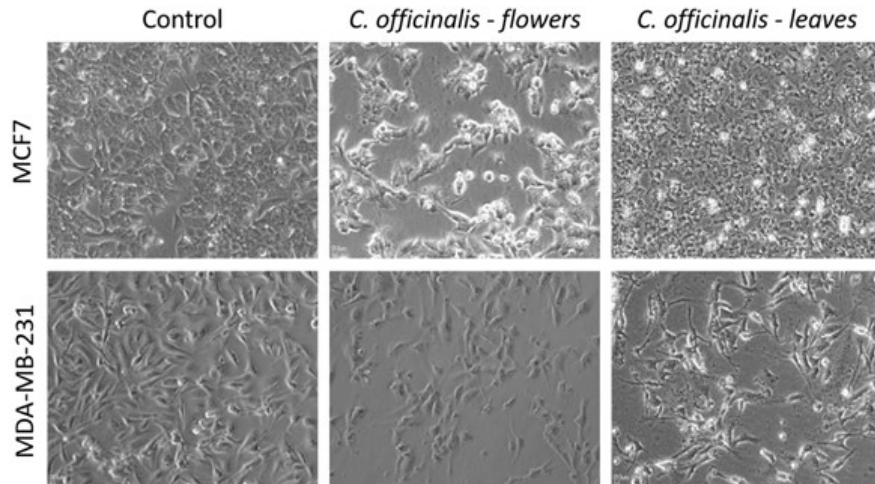 Control
C. officinalis - flowers
C. officinalis - leaves
MCF7
MDA-MB-231